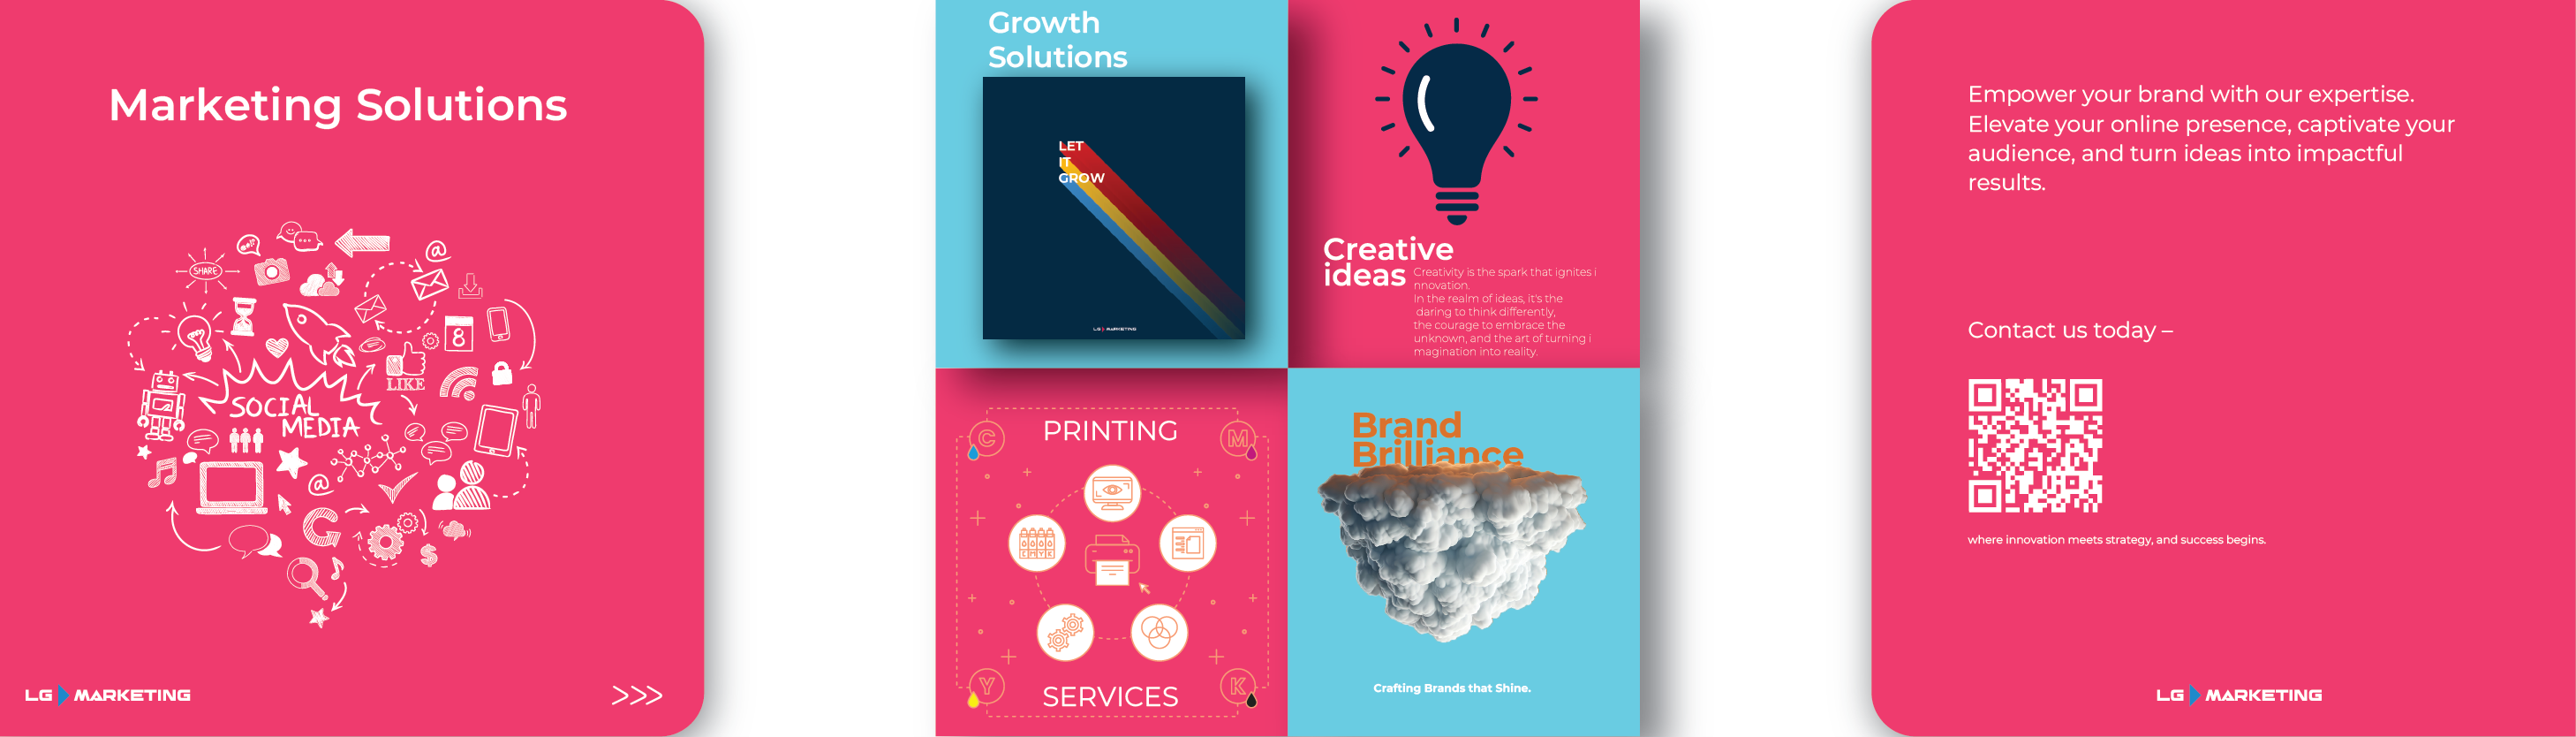 Marketing Solutions
SHARE
@
8
LIKE
SOCIAL
MEDIA
@
G
$
LG MARKETING
>>>
Growth
Solutions
LET
IT
GROW
LG MARKETING
Creative
ideas
Creativity is the spark that ignites i
nnovation.
In the realm of ideas, it's the
daring to think differently,
the courage to embrace the
unknown, and the art of turning i
magination into reality.
C
PRINTING
M
C M Y K
Y
SERVICES
K
Brand
Brilliance
Crafting Brands that Shine.
Empower your brand with our expertise.
Elevate your online presence, captivate your
audience, and turn ideas into impactful
results.
Contact us today –
where innovation meets strategy, and success begins.
LG MARKETING